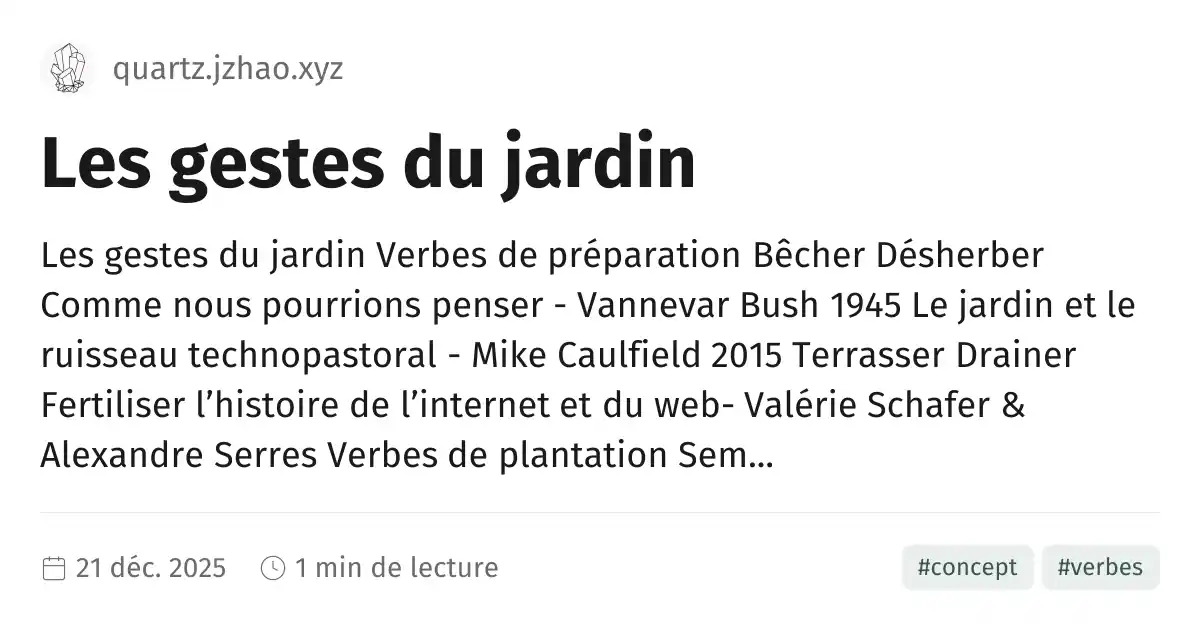 quartz.jzhao.xyz
Les gestes du jardin
Les gestes du jardin Verbes de préparation Bêcher Désherber
Comme nous pourrions penser - Vannevar Bush 1945 Le jardin et le
ruisseau technopastoral - Mike Caulfield 2015 Terrasser Drainer
Fertiliser l’histoire de l’internet et du web- Valérie Schafer &
Alexandre Serres Verbes de plantation Sem...
21 déc. 2025 1 min de lecture #concept #verbes